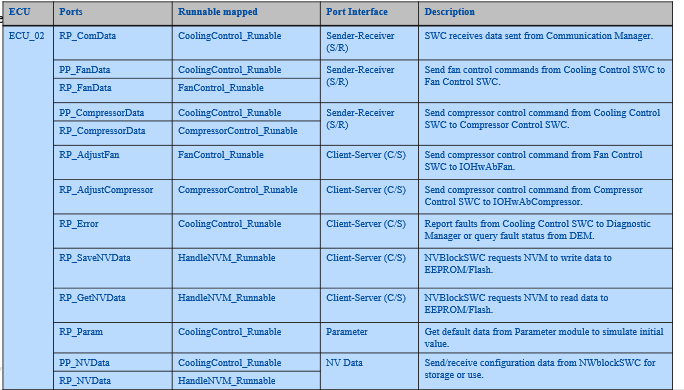 ECU Ports Runnable mapped Port Interface Description
ECU_02 RP_ComData CoolingControl_Runable Sender-Receiver SWC receives data sent from Communication Manager.
(S/R)
PP_FanData CoolingControl_Runable Sender-Receiver Send fan control commands from Cooling Control SWC to
(S/R) Fan Control SWC.
RP_FanData FanControl_Runable
PP_CompressorData CoolingControl_Runable Sender-Receiver Send compressor control command from Cooling Control
(S/R) SWC to Compressor Control SWC.
RP_CompressorData CompressorControl_Runnable
RP_AdjustFan FanControl_Runable Client-Server (C/S) Send compressor control command from Fan Control
SWC to IOHwAbFan.
RP_AdjustCompressor CompressorControl_Runnable Client-Server (C/S) Send compressor control command from Compressor
Control SWC to IOHwAbCompressor.
RP_Error CoolingControl_Runable Client-Server (C/S) Report faults from Cooling Control SWC to Diagnostic
Manager or query fault status from DEM.
RP_SaveNVData HandleNVM_Runnable Client-Server (C/S) NVBlockSWC requests NVM to write data to
EEPROM/Flash.
RP_GetNVData HandleNVM_Runnable Client-Server (C/S) NVBlockSWC requests NVM to read data to
EEPROM/Flash.
RP_Param CoolingControl_Runable Parameter Get default data from Parameter module to simulate initial
value.
PP_NVData CoolingControl_Runable NV Data Send/receive configuration data from NWblockSWC for
storage or use.
RP_NVData HandleNVM_Runnable